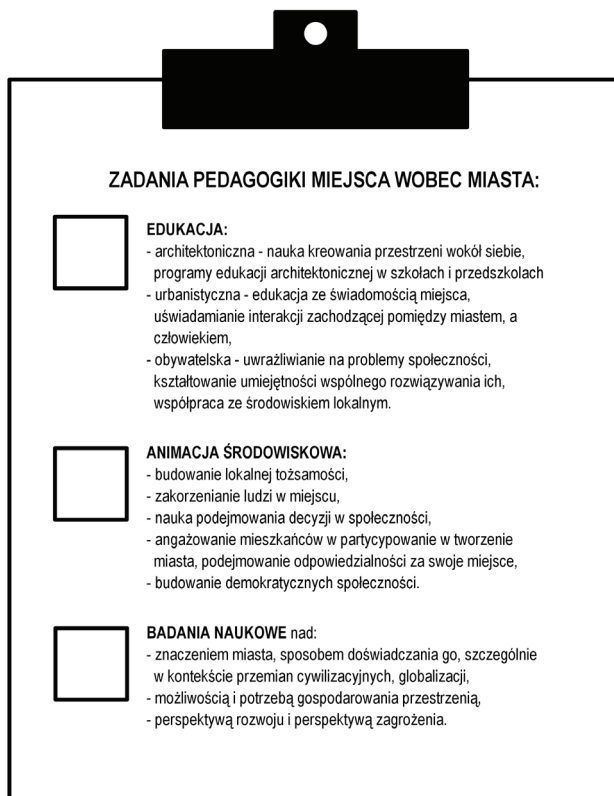 ZADANIA PEDAGOGIKI MIEJSCA WOBEC MIASTA:
EDUKACJA:
- architektoniczna - nauka kreowania przestrzeni wokół siebie,
programy edukacji architektonicznej w szkołach i przedszkolach
- urbanistyczna - edukacja ze świadomością miejsca,
uświadamianie interakcji zachodzącej pomiędzy miastem, a
człowiekiem,
- obywatelska - uwrażliwianie na problemy społeczności,
kształtowanie umiejętności wspólnego rozwiązywania ich,
współpraca ze środowiskiem lokalnym.
ANIMACJA ŚRODOWISKOWA:
- budowanie lokalnej tożsamości,
- zakorzenianie ludzi w miejscu,
- nauka podejmowania decyzji w społeczności,
- angażowanie mieszkańców w partycypowanie w tworzenie
miasta, podejmowanie odpowiedzialności za swoje miejsce,
- budowanie demokratycznych społeczności.
BADANIA NAUKOWE nad:
- znaczeniem miasta, sposobem doświadczania go, szczególnie
w kontekście przemian cywilizacyjnych, globalizacji,
- możliwością i potrzebą gospodarowania przestrzenią,
- perspektywą rozwoju i perspektywą zagrożenia.